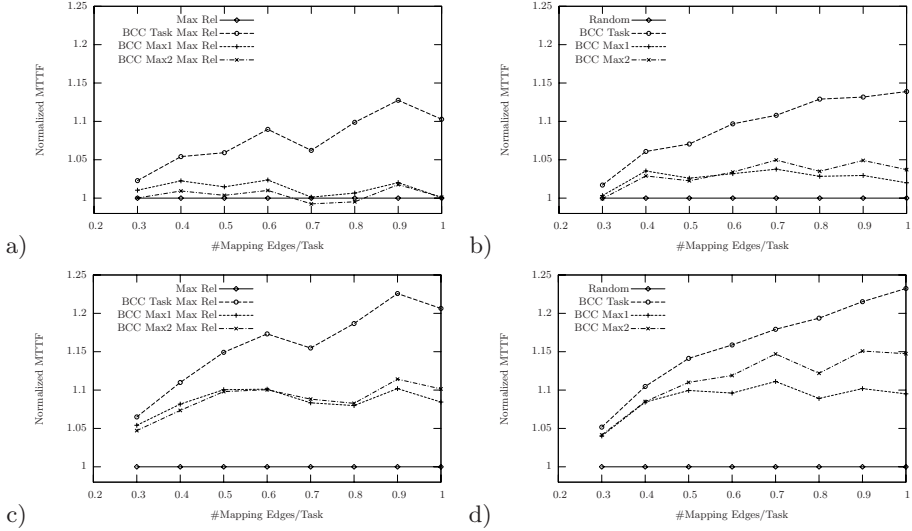 1.25
1.2
1.15
1.1
1.05
1
Normalized MTTF
Max Rel
BCC Task Max Rel
BCC Max1 Max Rel
BCC Max2 Max Rel
0.2 0.3 0.4 0.5 0.6 0.7 0.8 0.9 1
#Mapping Edges/Task
a)
1.25
1.2
1.15
1.1
1.05
1
Normalized MTTF
Random
BCC Task
BCC Max1
BCC Max2
0.2 0.3 0.4 0.5 0.6 0.7 0.8 0.9 1
#Mapping Edges/Task
b)
1.25
1.2
1.15
1.1
1.05
1
Normalized MTTF
Max Rel
BCC Task Max Rel
BCC Max1 Max Rel
BCC Max2 Max Rel
0.2 0.3 0.4 0.5 0.6 0.7 0.8 0.9 1
#Mapping Edges/Task
c)
1.25
1.2
1.15
1.1
1.05
1
Normalized MTTF
Random
BCC Task
BCC Max1
BCC Max2
0.2 0.3 0.4 0.5 0.6 0.7 0.8 0.9 1
#Mapping Edges/Task
d)